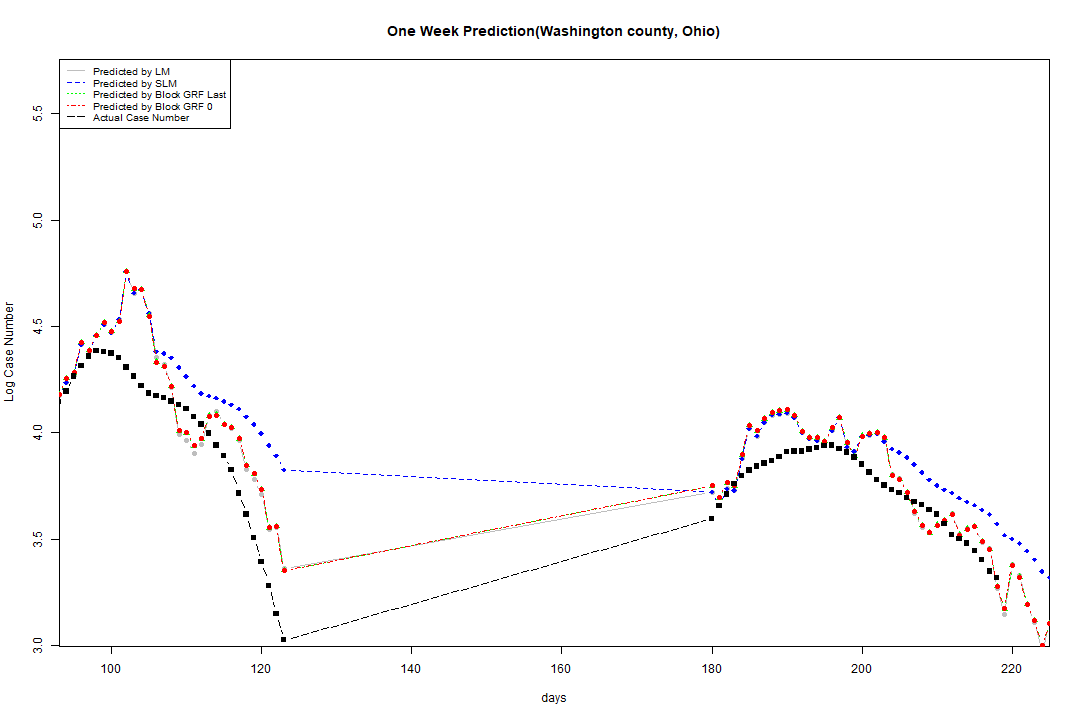 One Week Prediction(Washington county, Ohio)
Predicted by LM
Predicted by SLM
Predicted by Block GRF Last
Predicted by Block GRF 0
Actual Case Number
5.5
5.0
4.5
4.0
3.5
3.0
Log Case Number
100 120 140 160 180 200 220
days